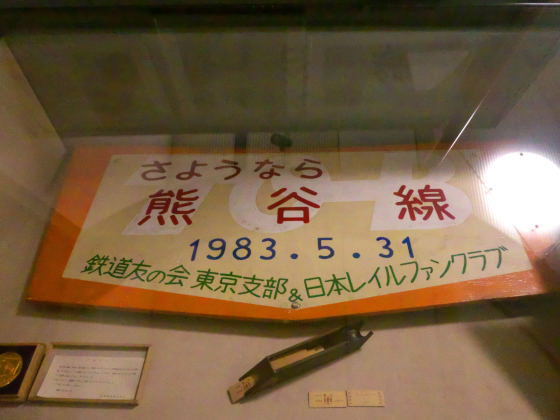 さようなら
熊谷線
1983.5.31
鉄道友の会 東京支部&日本レイルファンクラブ